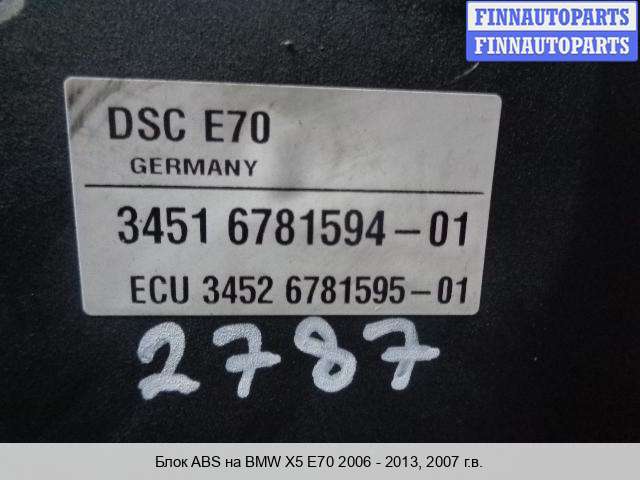 FINNAUTOPARTS
FINNAUTOPARTS
DSC E70
GERMANY
3451 6781594-01
ECU 3452 6781595-01
2787
Блок ABS на BMW X5 E70 2006 - 2013, 2007 г.в.